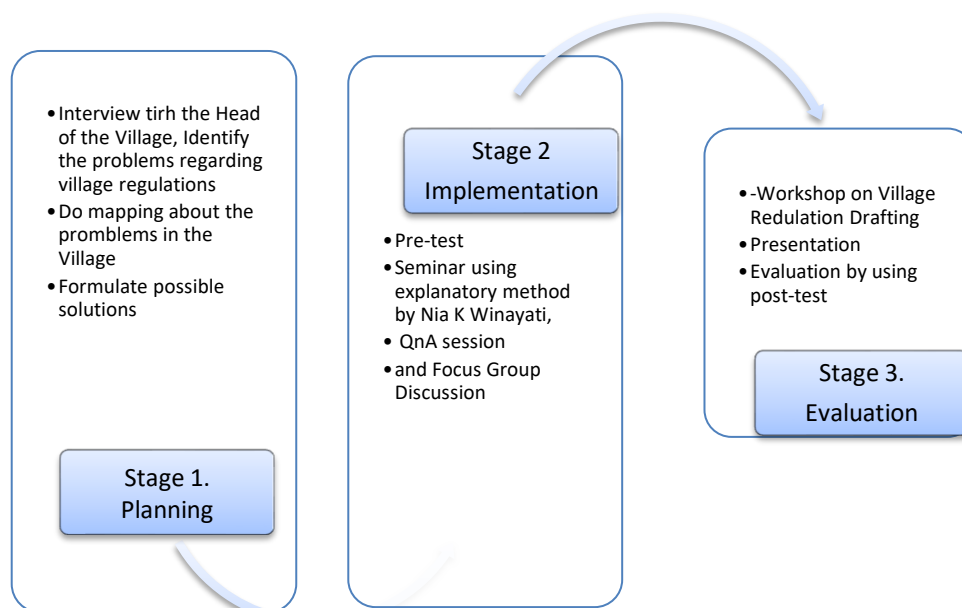 •Interview tirh the Head
of the Village, Identify
the problems regarding
village regulations
•Do mapping about the
promblems in the
Village
•Formulate possible
solutions
Stage 1.
Planning
Stage 2
Implementation
•Pre-test
•Seminar using
explanatory method
by Nia K Winayati,
• QnA session
•and Focus Group
Discussion
•-Workshop on Village
Redulation Drafting
•Presentation
•Evaluation by using
post-test
Stage 3.
Evaluation